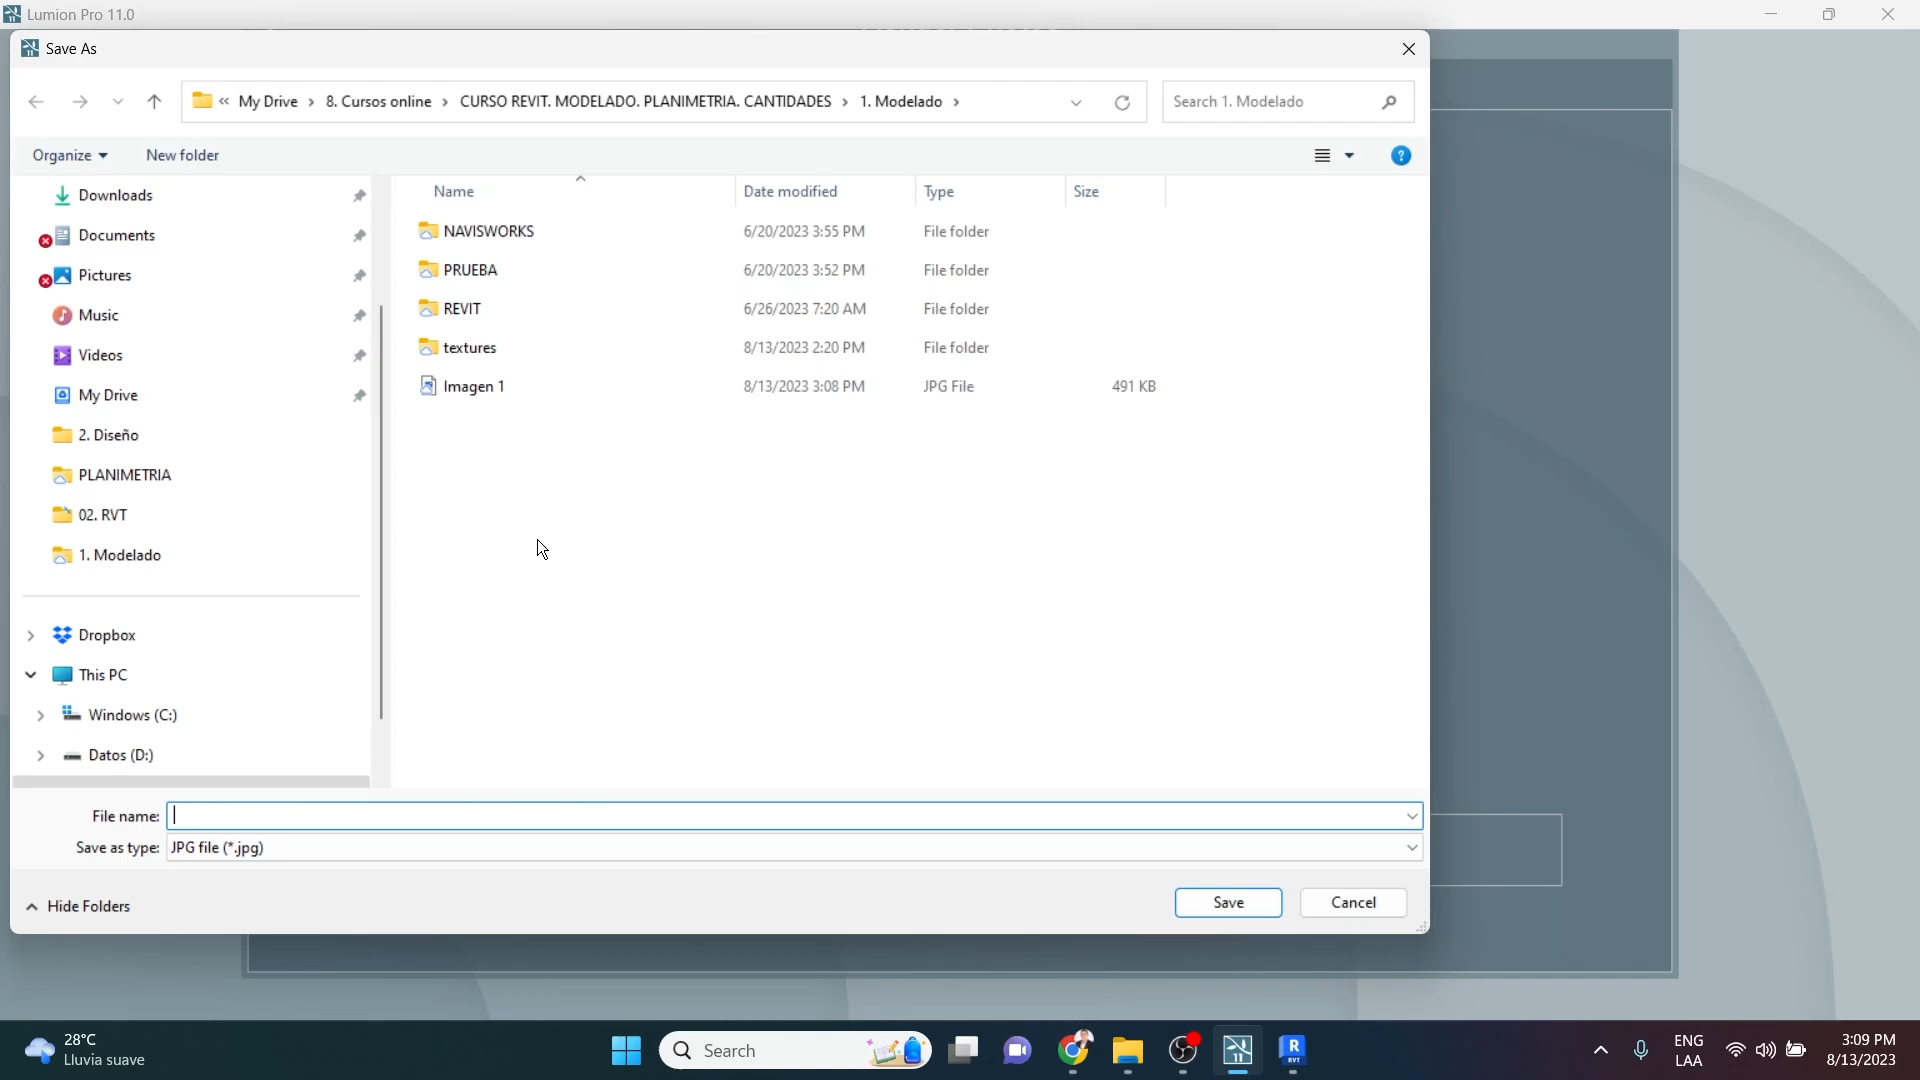 Lumion Pro 11.0
Save As
« My Drive › 8. Cursos online › CURSO REVIT. MODELADO. PLANIMETRIA. CANTIDADES › 1. Modelado ›
Search 1. Modelado
Organize
New folder
Name
Date modified
Type
Size
Downloads
Documents
Pictures
Music
Videos
My Drive
2. Diseño
PLANIMETRIA
02. RVT
1. Modelado
Dropbox
This PC
Windows (C:)
Datos (D:)
NAVISWORKS 6/20/2023 3:55 PM File folder
PRUEBA 6/20/2023 3:52 PM File folder
REVIT 6/26/2023 7:20 AM File folder
textures 8/13/2023 2:20 PM File folder
Imagen 1 8/13/2023 3:08 PM JPG File 491 KB
File name:
Save as type: JPG file (*.jpg)
Hide Folders
Save
Cancel
28°C
Lluvia suave
Search
11
R
RVT
ENG
LAA
3:09 PM
8/13/2023